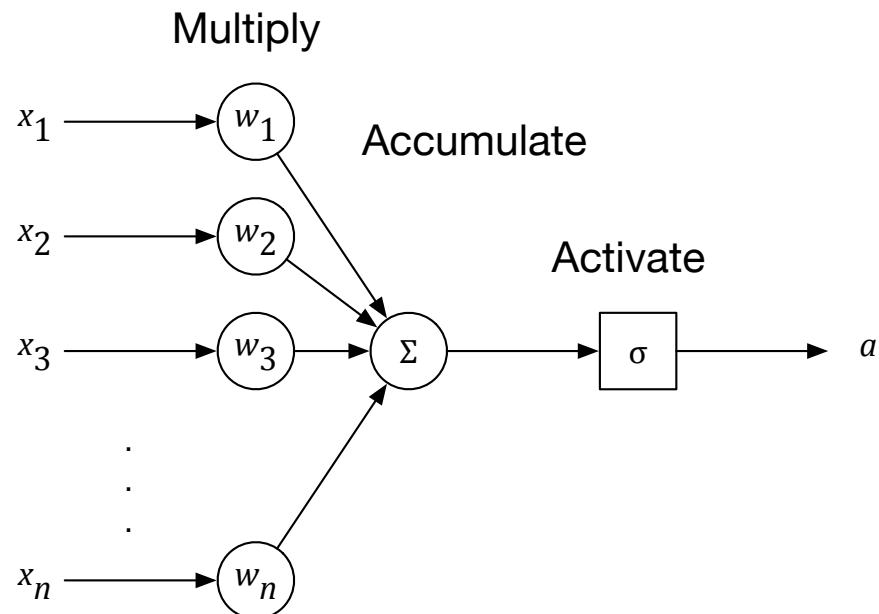 Multiply
x₁ w₁
Accumulate
x₂ w₂
Activate
x₃ w₃ Σ σ a
.
.
.
xₙ wₙ